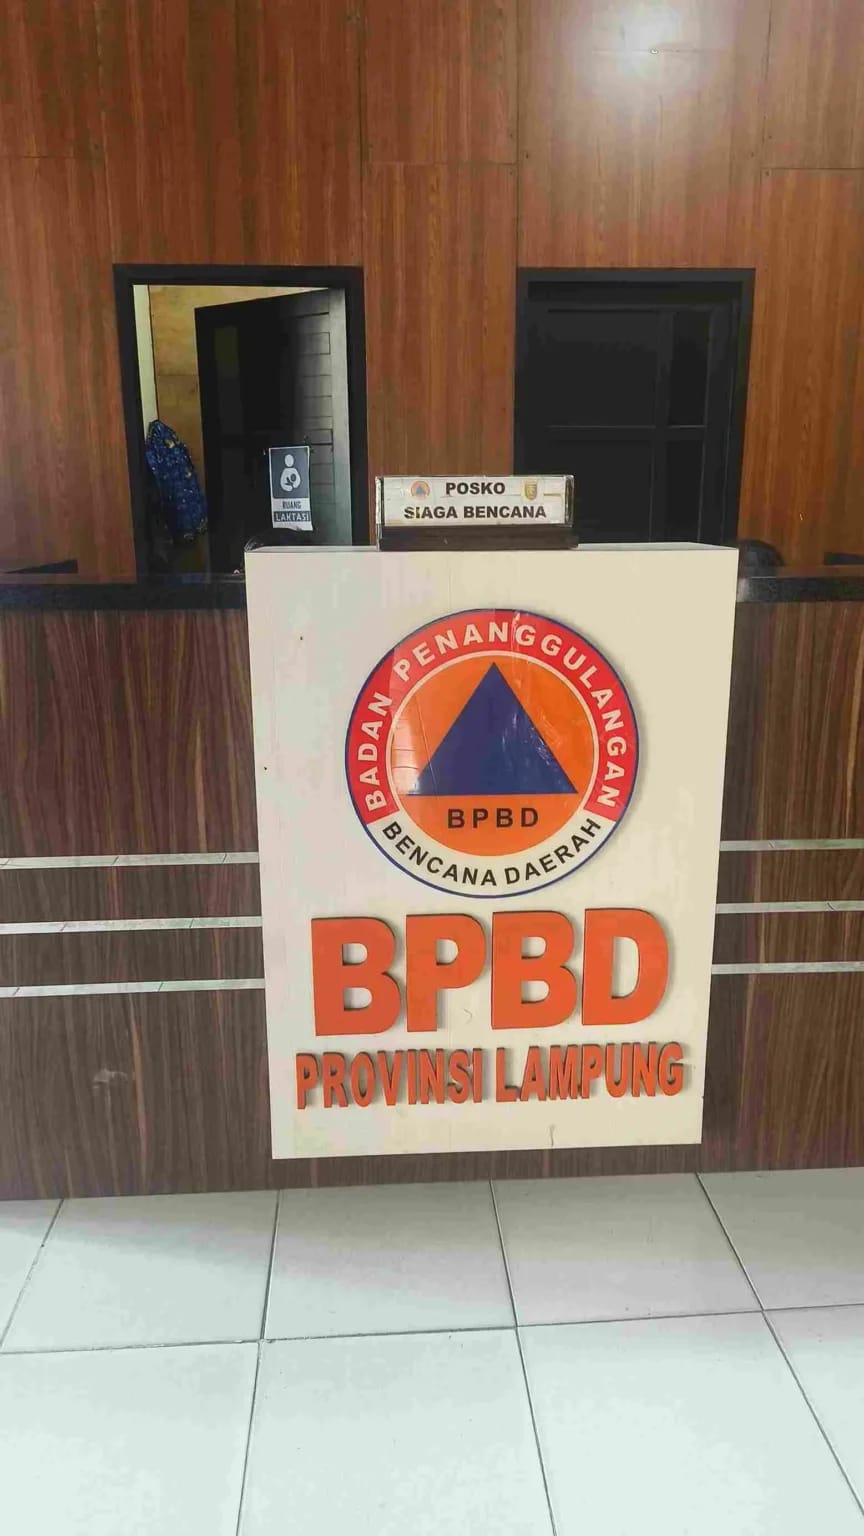 POSKO
SIAGA BENCANA
RUANG
LAKTASI
BADAN PENANGGULANGAN
BPBD
BENCANA DAERAH
BPBD
PROVINSI LAMPUNG